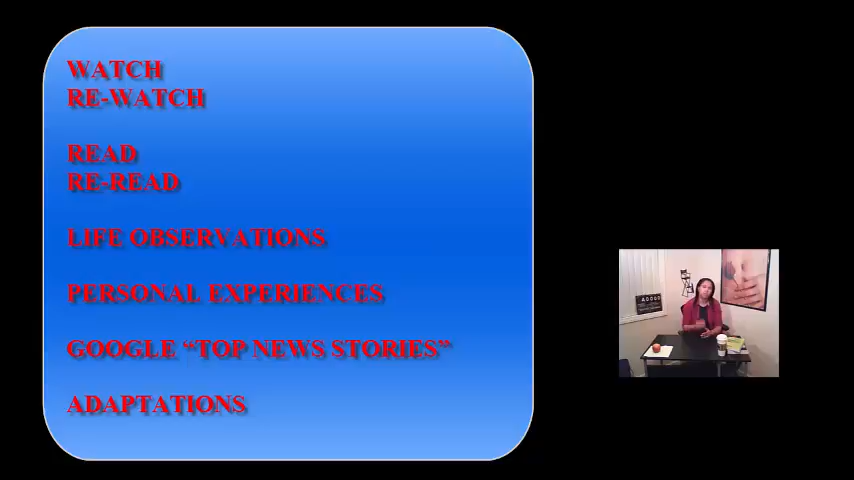 WATCH
RE-WATCH
READ
RE-READ
LIFE OBSERVATIONS
PERSONAL EXPERIENCES
GOOGLE “TOP NEWS STORIES”
ADAPTATIONS